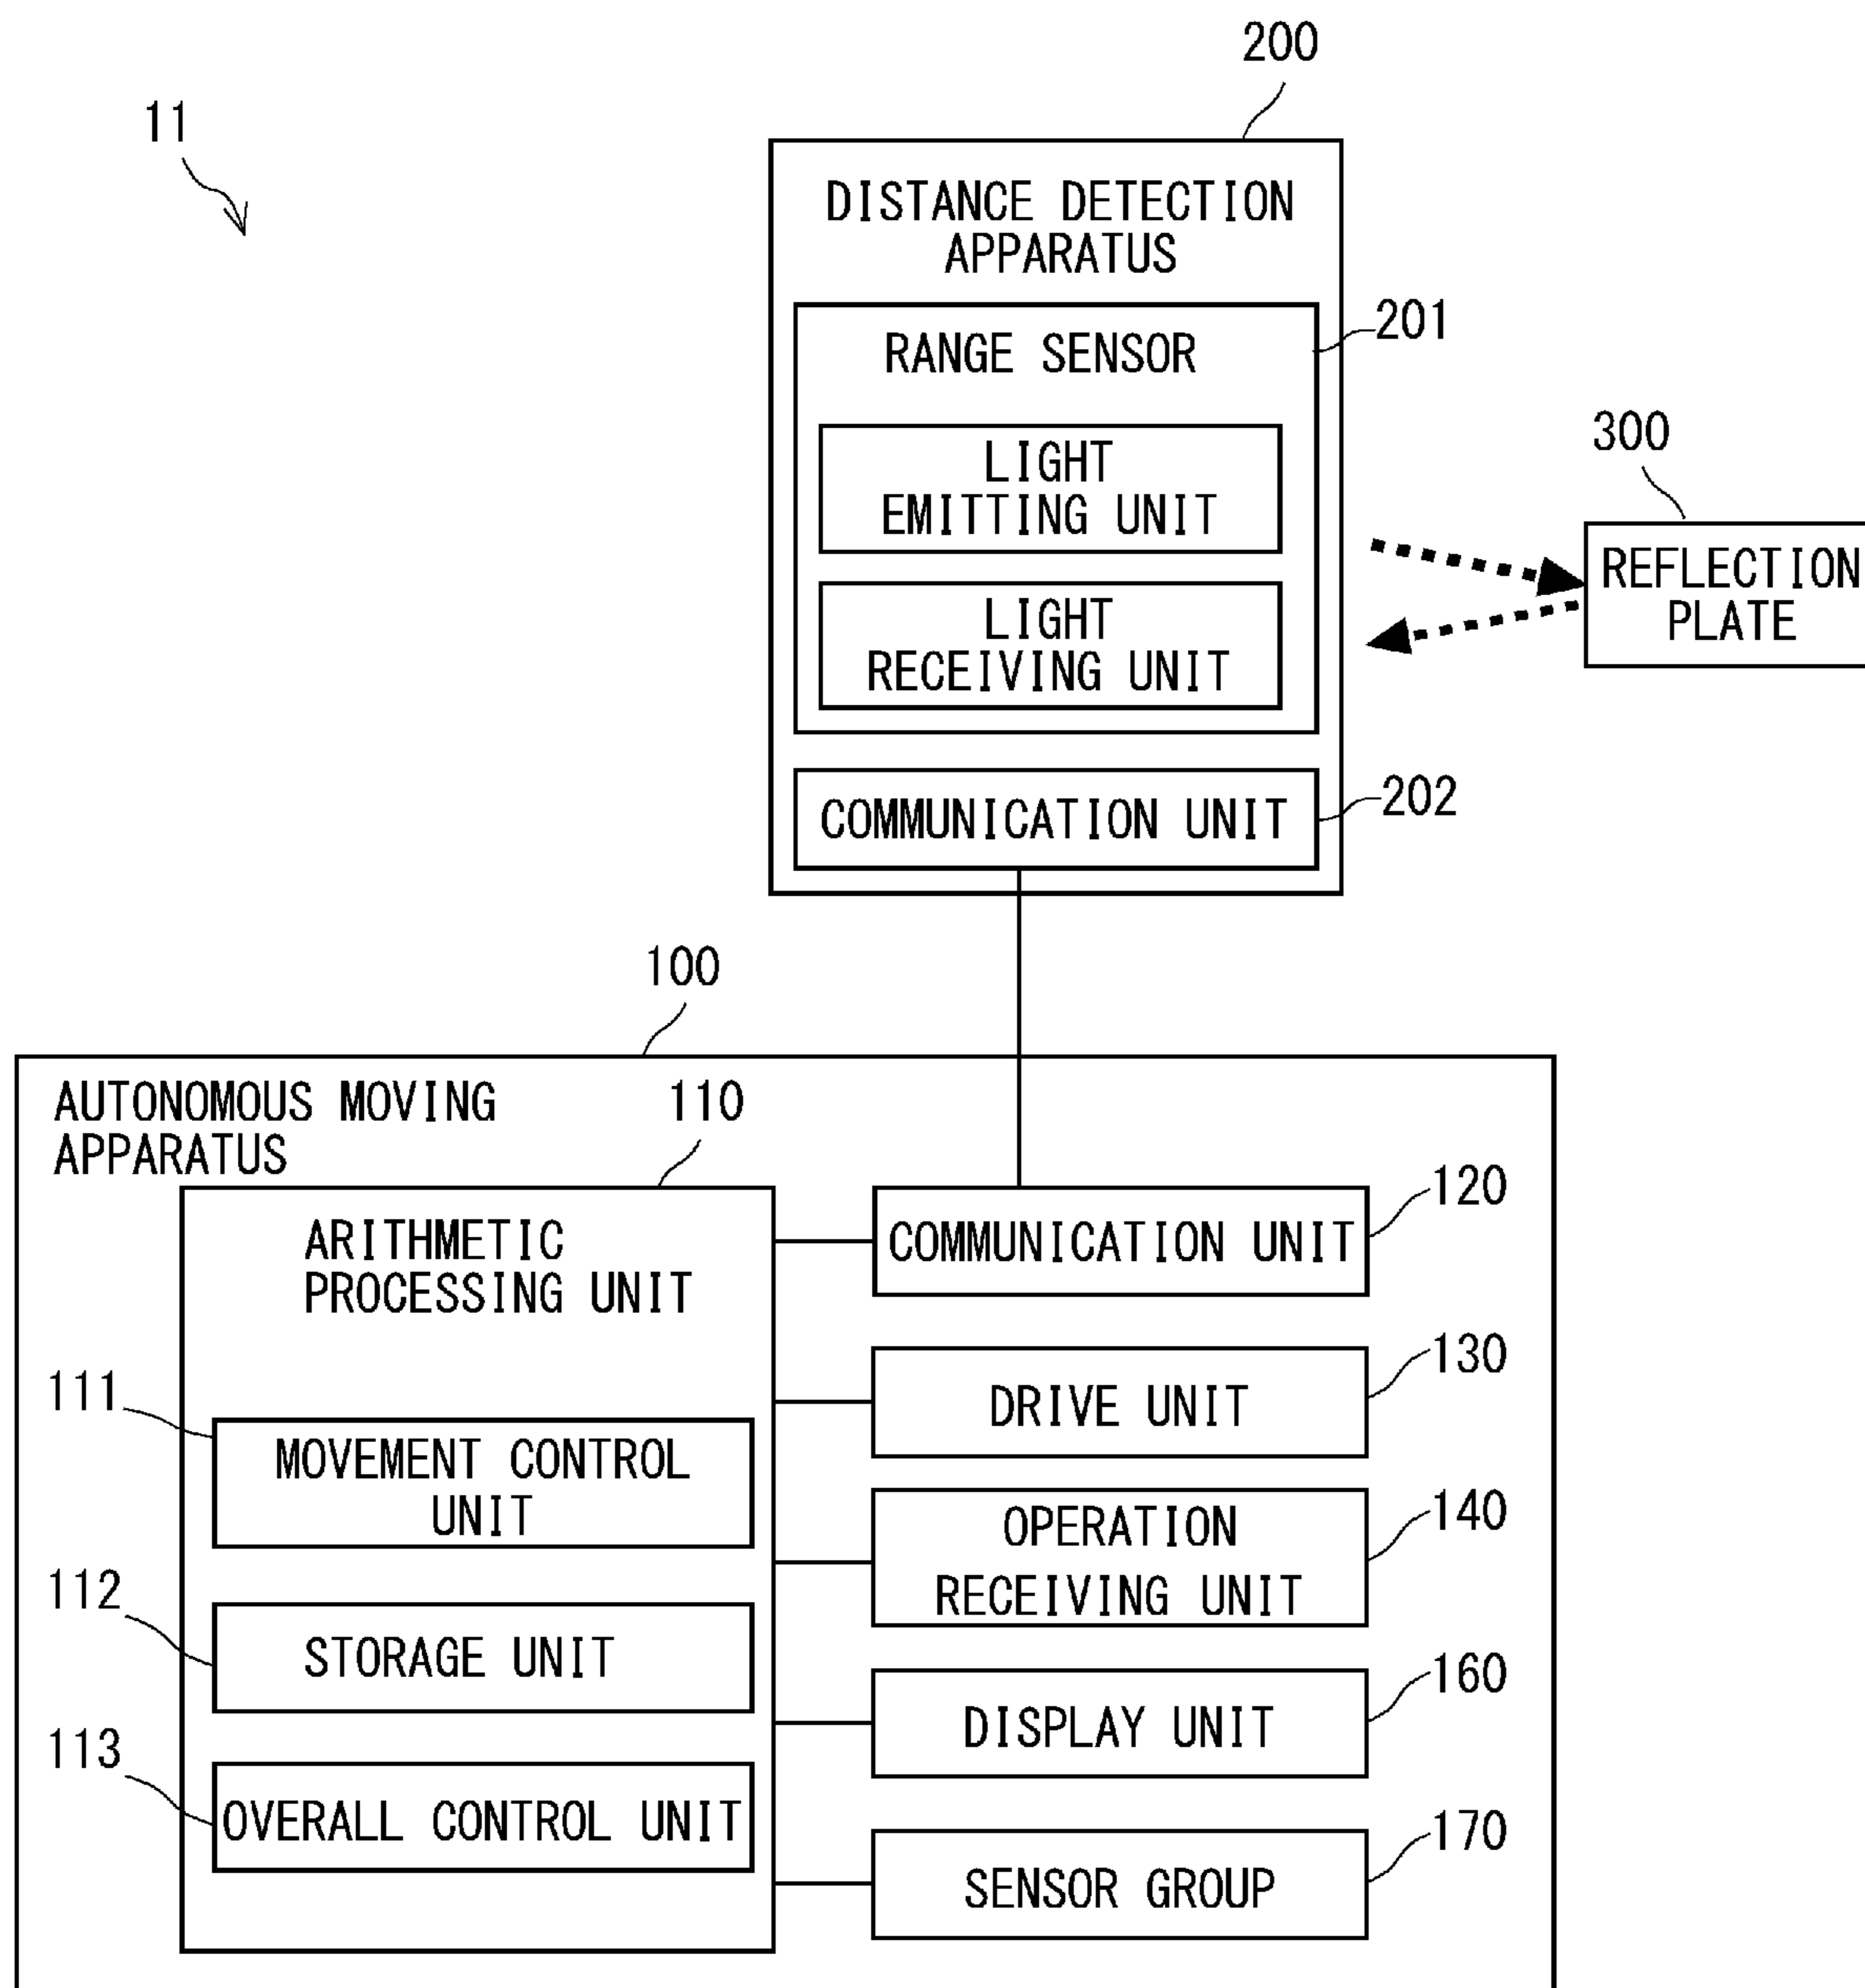 200
11
DISTANCE DETECTION
APPARATUS
201
RANGE SENSOR
LIGHT
EMITTING UNIT
300
REFLECTION
PLATE
LIGHT
RECEIVING UNIT
202
COMMUNICATION UNIT
100
AUTONOMOUS MOVING
APPARATUS
110
ARITHMETIC
PROCESSING UNIT
120
COMMUNICATION UNIT
130
DRIVE UNIT
111
MOVEMENT CONTROL
UNIT
140
OPERATION
RECEIVING UNIT
112
STORAGE UNIT
160
DISPLAY UNIT
113
OVERALL CONTROL UNIT
170
SENSOR GROUP